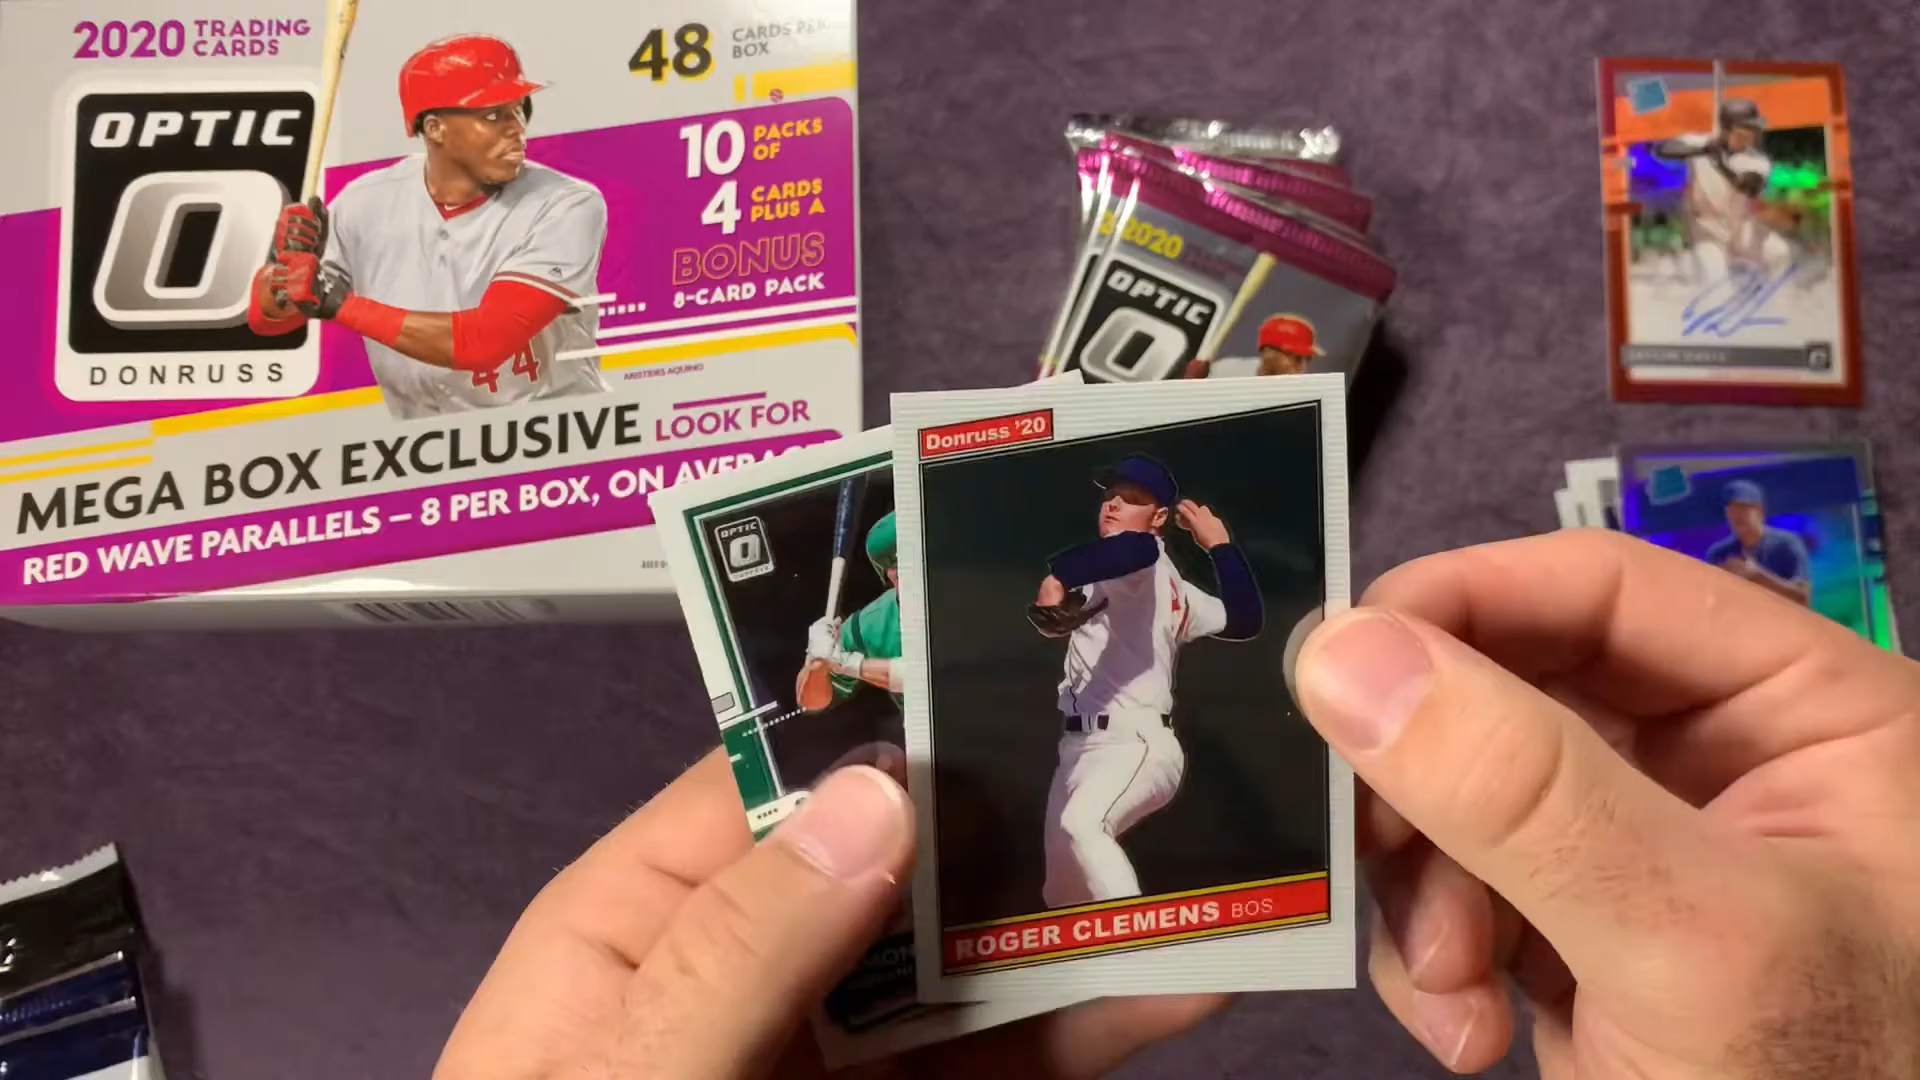 2020 TRADING CARDS
48 CARDS PER BOX
OPTIC
DONRUSS
10 PACKS OF
4 CARDS PLUS A
BONUS
8-CARD PACK
ARISTIDES AQUINO
44
MEGA BOX EXCLUSIVE LOOK FOR
RED WAVE PARALLELS – 8 PER BOX, ON AVERAGE
2020
OPTIC
OPTIC
Donruss '20
ROGER CLEMENS BOS